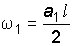 ω₁ = a₁ l / 2